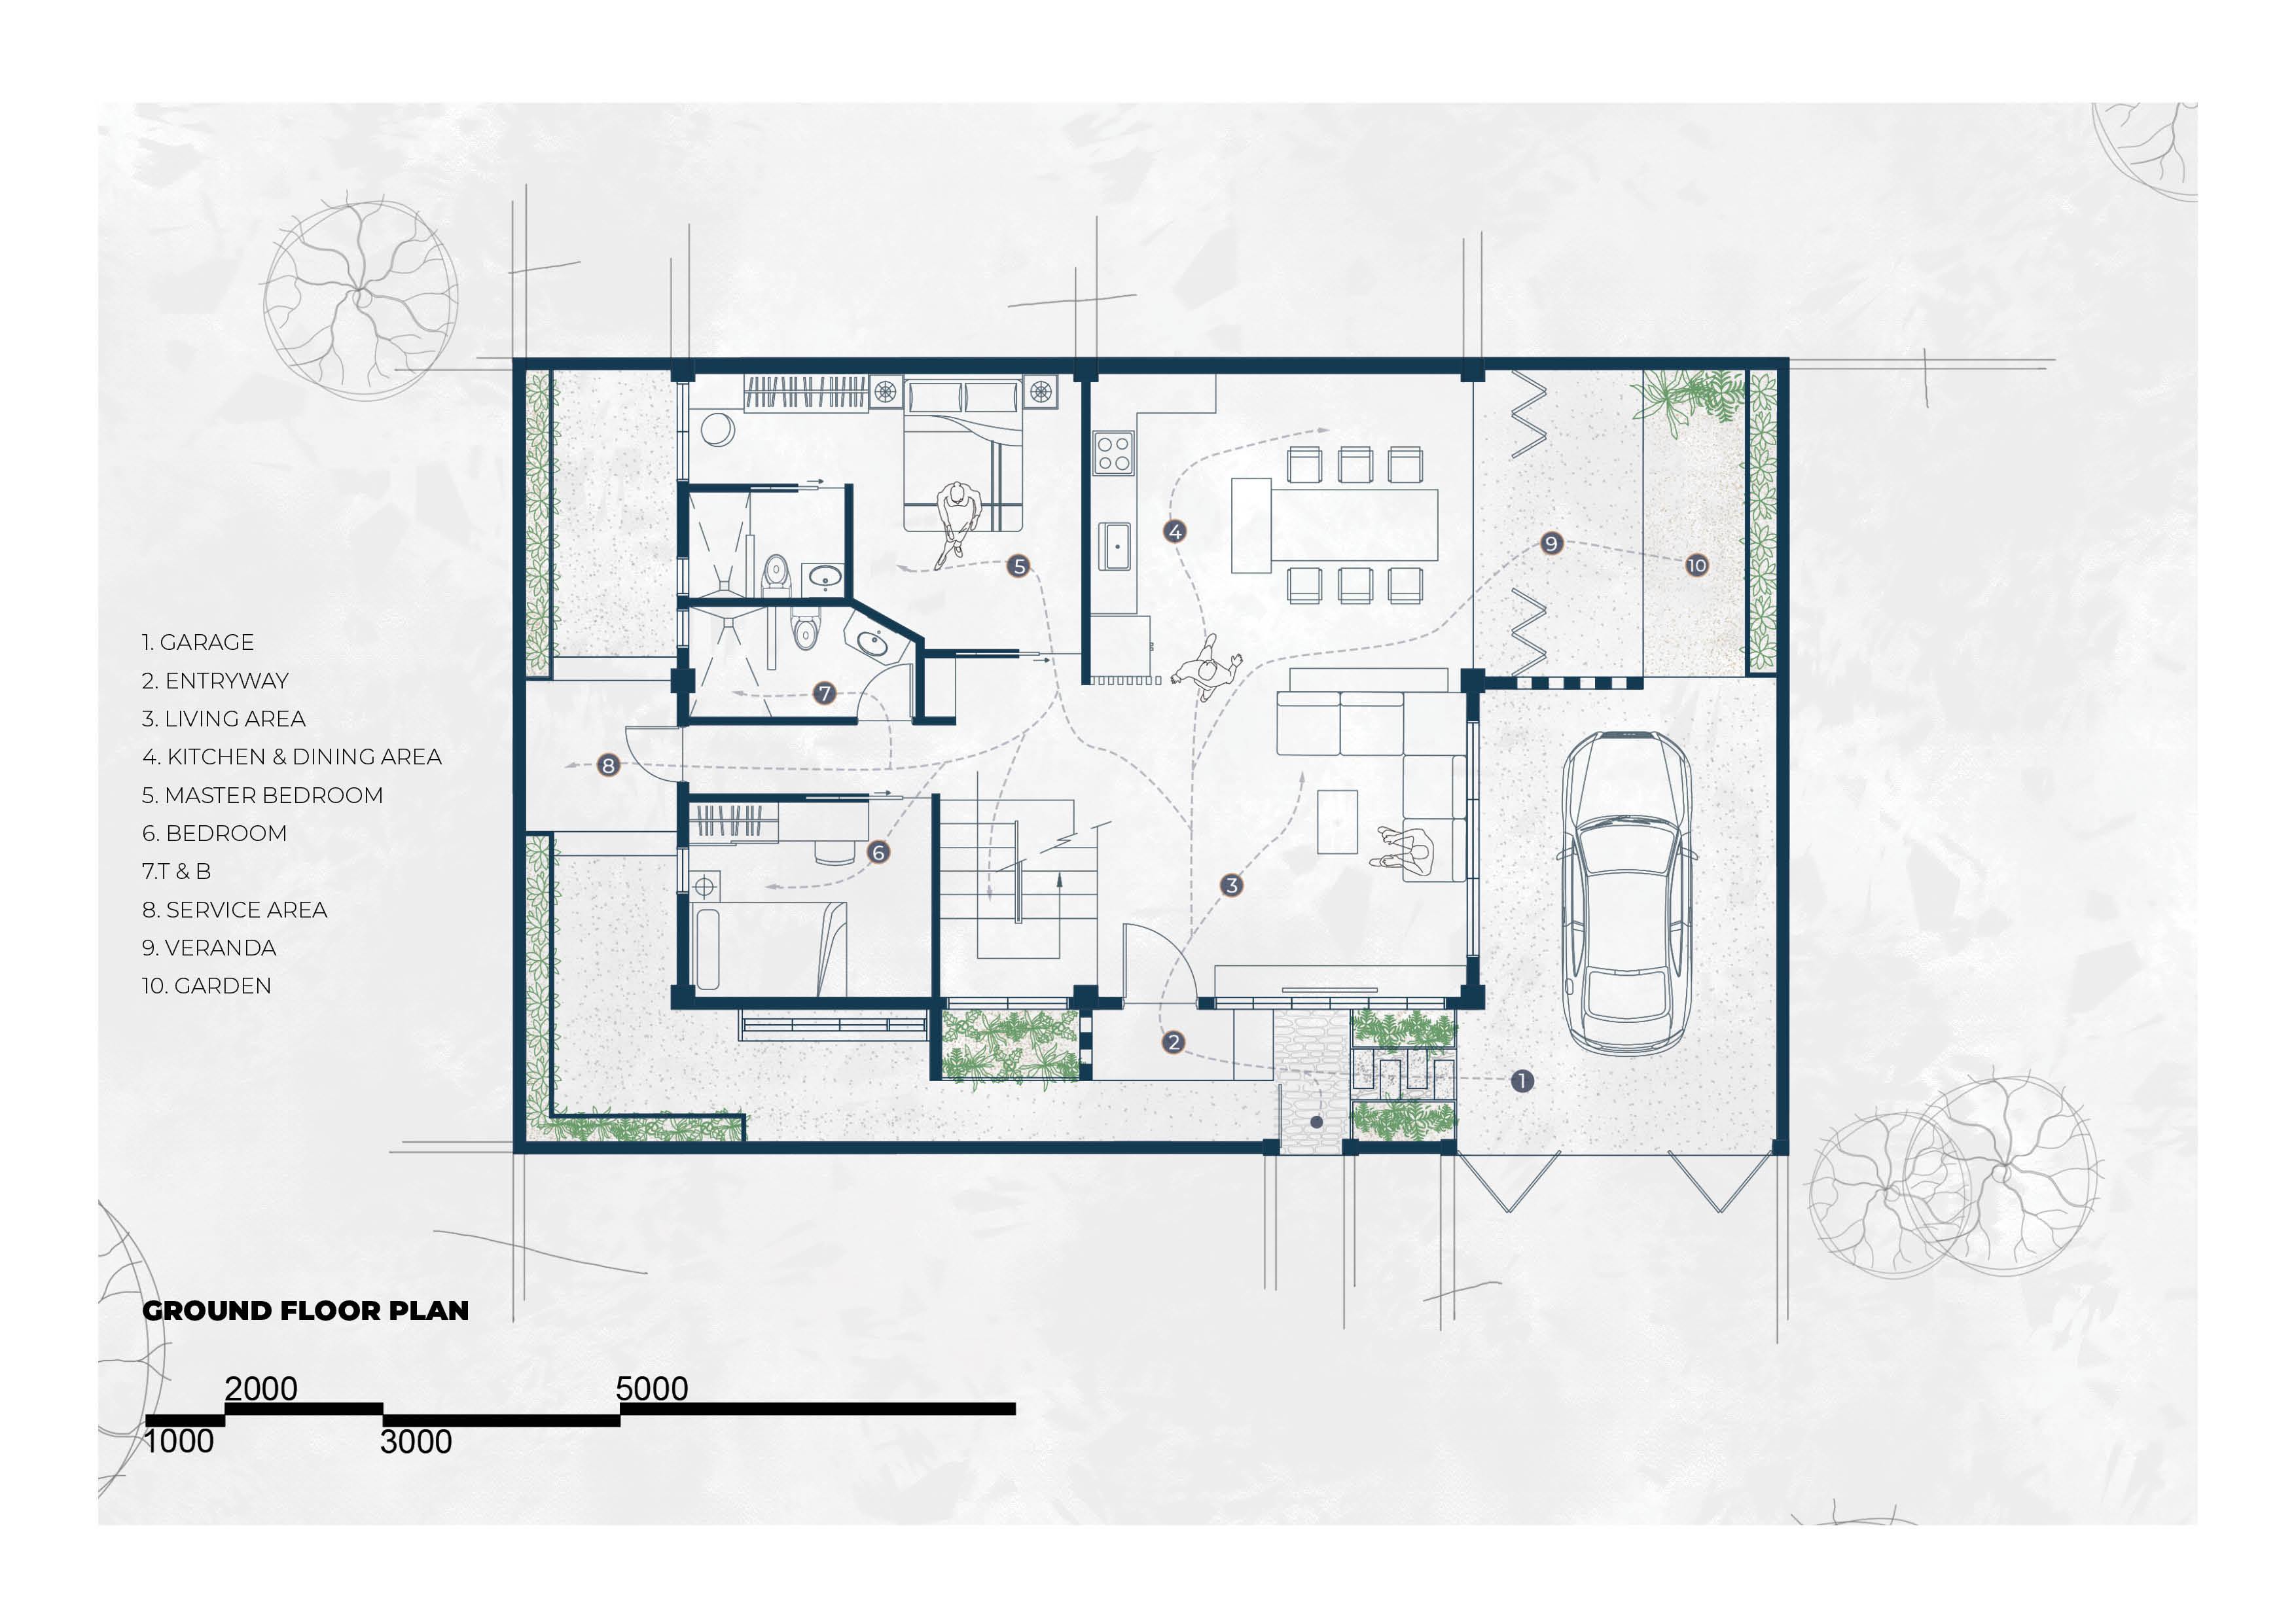 4
5
9
10
1. GARAGE
2. ENTRYWAY
3. LIVING AREA
4. KITCHEN & DINING AREA
5. MASTER BEDROOM
6. BEDROOM
7.T & B
8. SERVICE AREA
9. VERANDA
10. GARDEN
7
8
6
3
2
1
GROUND FLOOR PLAN
2000
5000
1000
3000